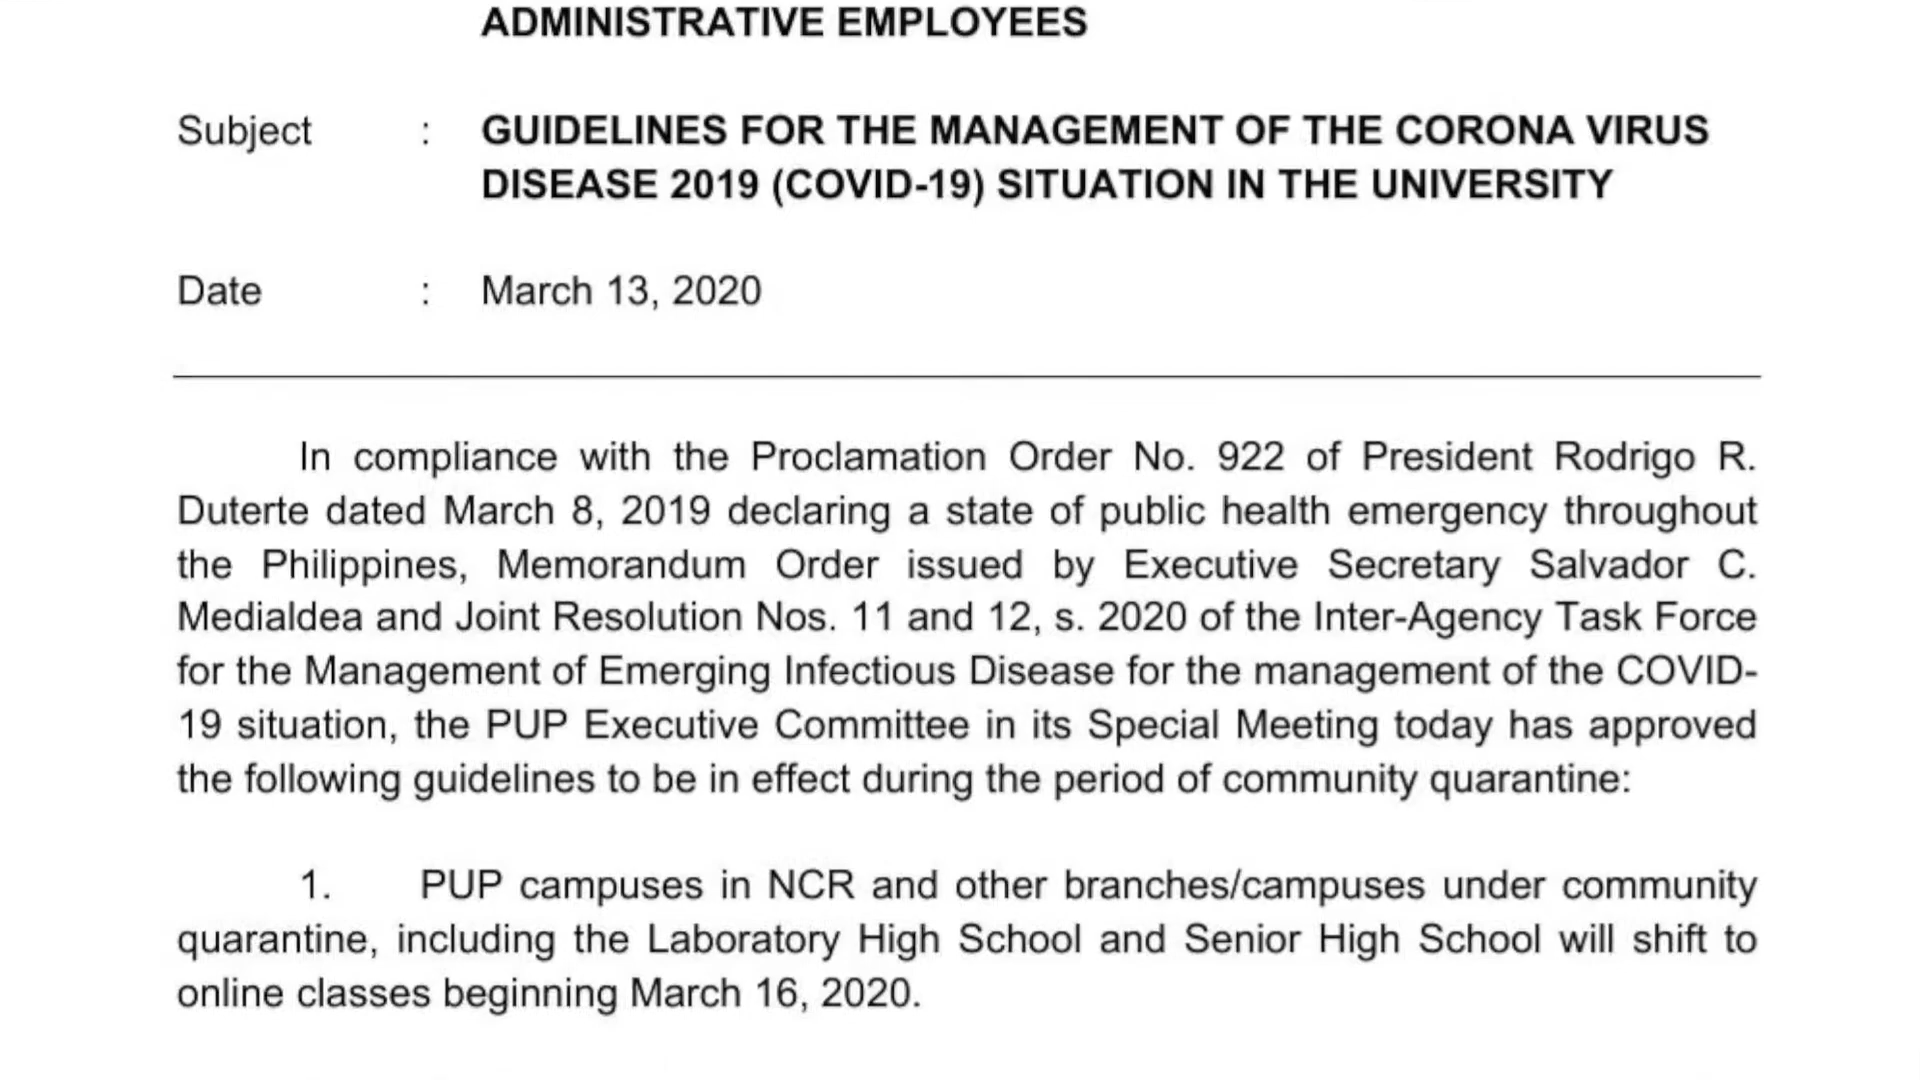 ADMINISTRATIVE EMPLOYEES
Subject : GUIDELINES FOR THE MANAGEMENT OF THE CORONA VIRUS
DISEASE 2019 (COVID-19) SITUATION IN THE UNIVERSITY
Date : March 13, 2020
In compliance with the Proclamation Order No. 922 of President Rodrigo R.
Duterte dated March 8, 2019 declaring a state of public health emergency throughout
the Philippines, Memorandum Order issued by Executive Secretary Salvador C.
Medialdea and Joint Resolution Nos. 11 and 12, s. 2020 of the Inter-Agency Task Force
for the Management of Emerging Infectious Disease for the management of the COVID-
19 situation, the PUP Executive Committee in its Special Meeting today has approved
the following guidelines to be in effect during the period of community quarantine:
1. PUP campuses in NCR and other branches/campuses under community
quarantine, including the Laboratory High School and Senior High School will shift to
online classes beginning March 16, 2020.